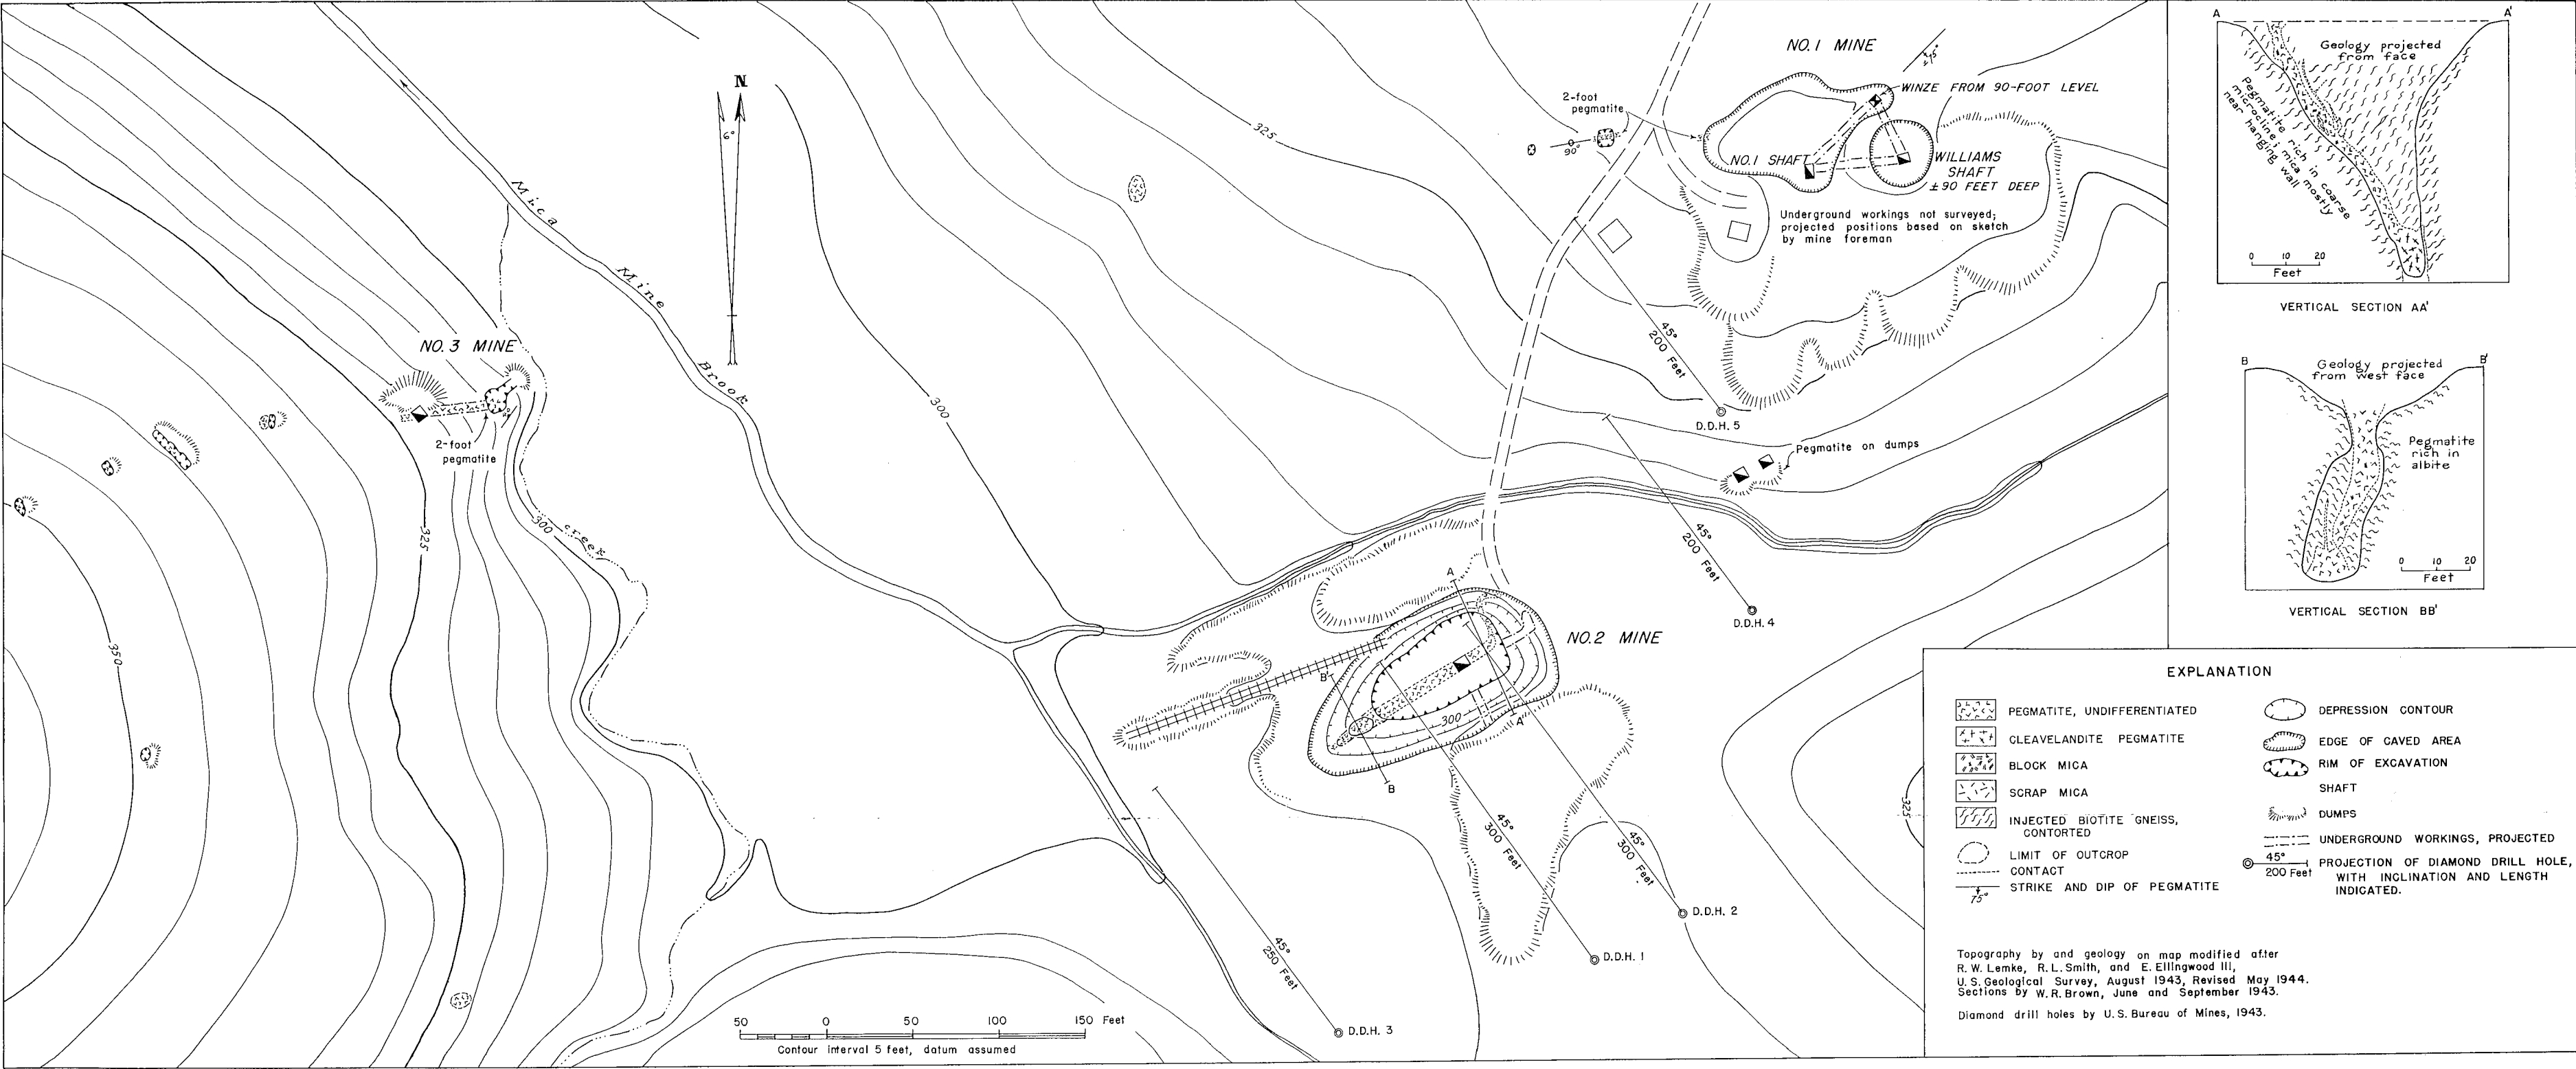 NO. 1 MINE
45°
WINZE FROM 90-FOOT LEVEL
2-foot
pegmatite
90°
NO. 1 SHAFT
WILLIAMS
SHAFT
±90 FEET DEEP
Underground workings not surveyed;
projected positions based on sketch
by mine foreman
325
N
6°
Mica Mine Brook
300
NO. 3 MINE
2-foot
pegmatite
325
300
creek
350
45°
200 Feet
D.D.H. 5
Pegmatite on dumps
45°
200 Feet
D.D.H. 4
A
NO. 2 MINE
B'
300
A'
B
45°
300 Feet
D.D.H. 1
45°
300 Feet
D.D.H. 2
45°
250 Feet
D.D.H. 3
325
50 0 50 100 150 Feet
Contour interval 5 feet, datum assumed
A A'
Geology projected
from face
Pegmatite rich in coarse
microcline; mica mostly
near hanging wall
0 10 20
Feet
VERTICAL SECTION AA'
B B'
Geology projected
from west face
Pegmatite
rich in
albite
0 10 20
Feet
VERTICAL SECTION BB'
EXPLANATION
PEGMATITE, UNDIFFERENTIATED
CLEAVELANDITE PEGMATITE
BLOCK MICA
SCRAP MICA
INJECTED BIOTITE GNEISS,
CONTORTED
LIMIT OF OUTCROP
CONTACT
STRIKE AND DIP OF PEGMATITE
75°
DEPRESSION CONTOUR
EDGE OF CAVED AREA
RIM OF EXCAVATION
SHAFT
DUMPS
UNDERGROUND WORKINGS, PROJECTED
45°
200 Feet
PROJECTION OF DIAMOND DRILL HOLE,
WITH INCLINATION AND LENGTH
INDICATED.
Topography by and geology on map modified after
R. W. Lemke, R. L. Smith, and E. Ellingwood III,
U. S. Geological Survey, August 1943, Revised May 1944.
Sections by W. R. Brown, June and September 1943.
Diamond drill holes by U. S. Bureau of Mines, 1943.